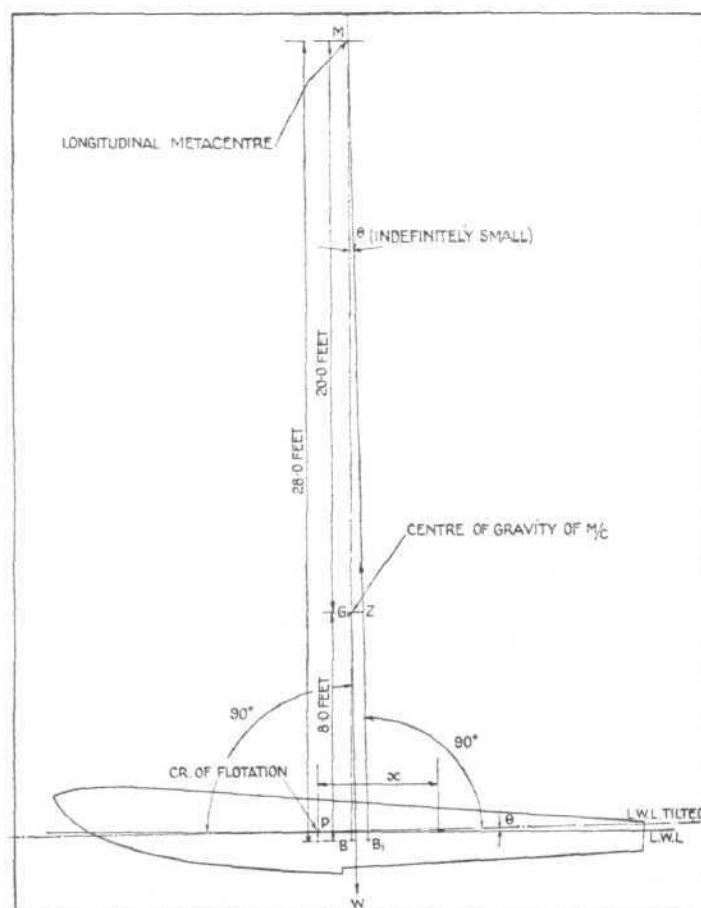 M
LONGITUDINAL METACENTRE
θ (INDEFINITELY SMALL)
20·0 FEET
28·0 FEET
CENTRE OF GRAVITY OF M/C
G
Z
8·0 FEET
90°
90°
CR. OF FLOTATION
x
P
θ
L.W.L. TILTED
L.W.L
B
B₁
W